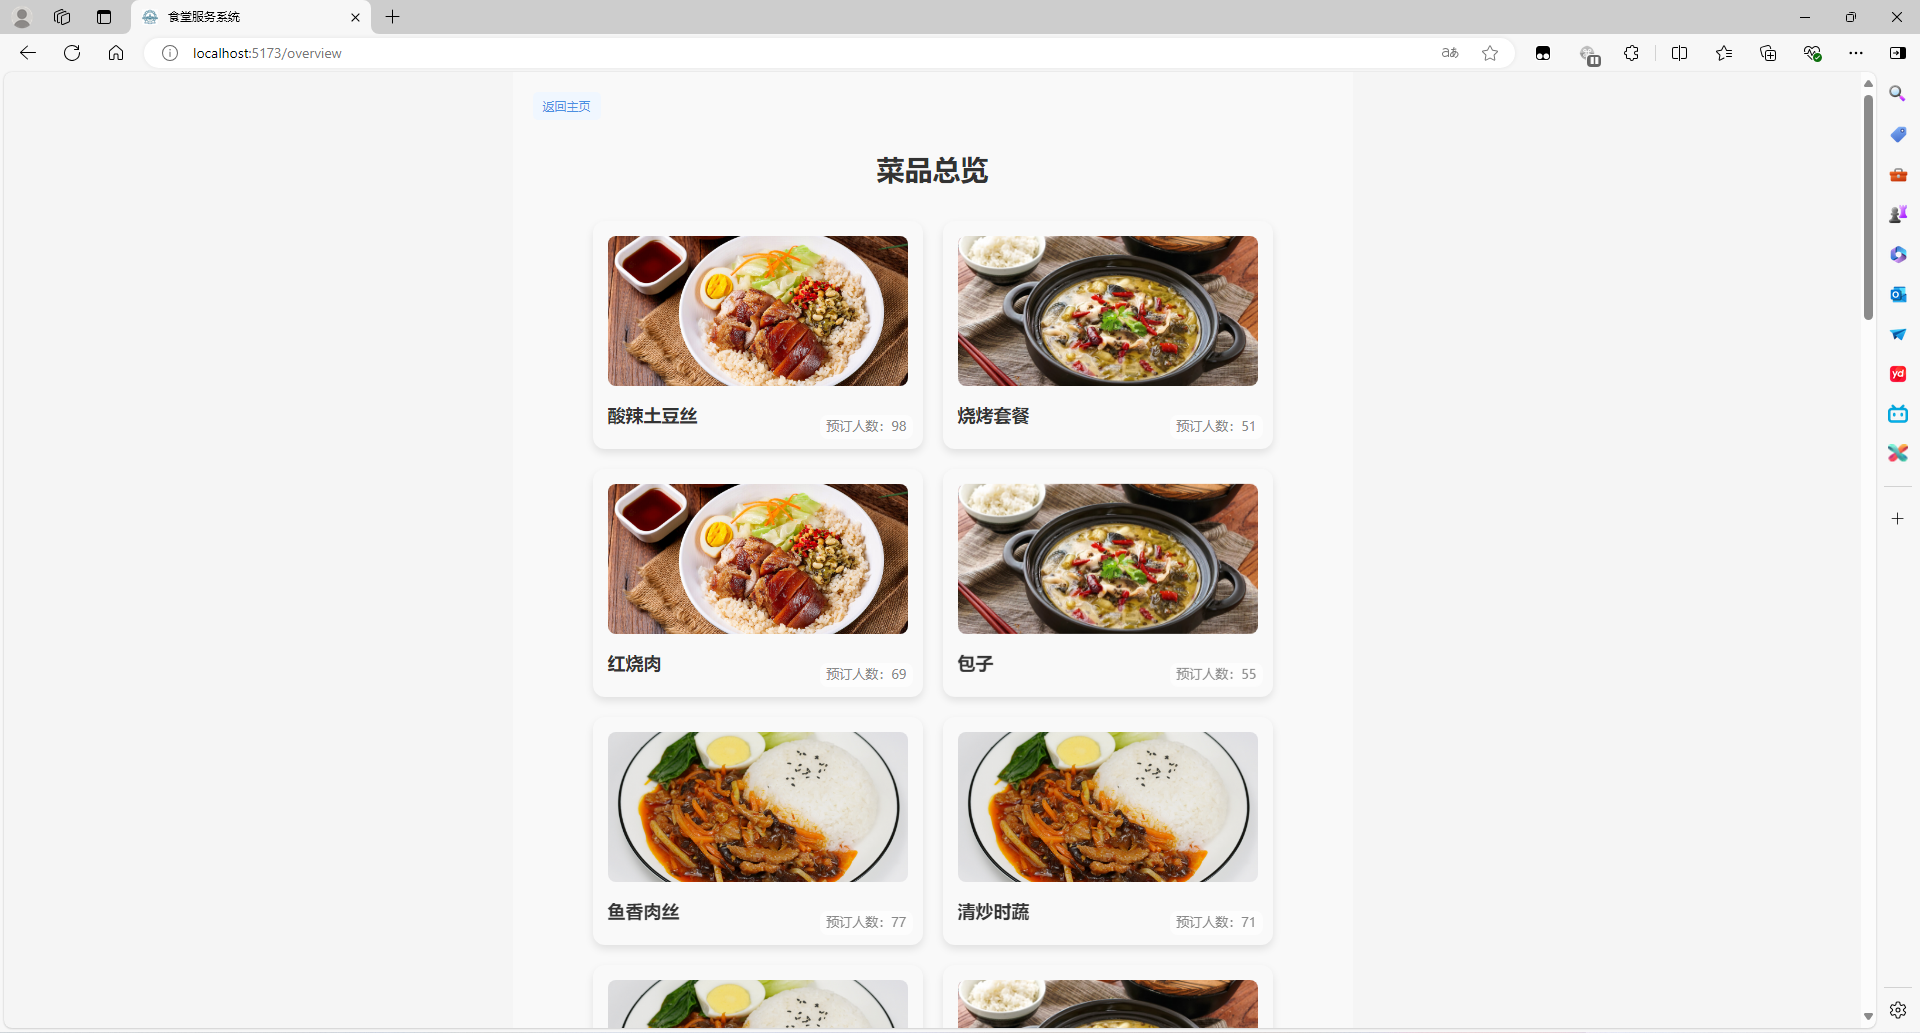 食堂服务系统
localhost:5173/overview
返回主页
菜品总览
酸辣土豆丝
预订人数：98
烧烤套餐
预订人数：51
红烧肉
预订人数：69
包子
预订人数：55
鱼香肉丝
预订人数：77
清炒时蔬
预订人数：71